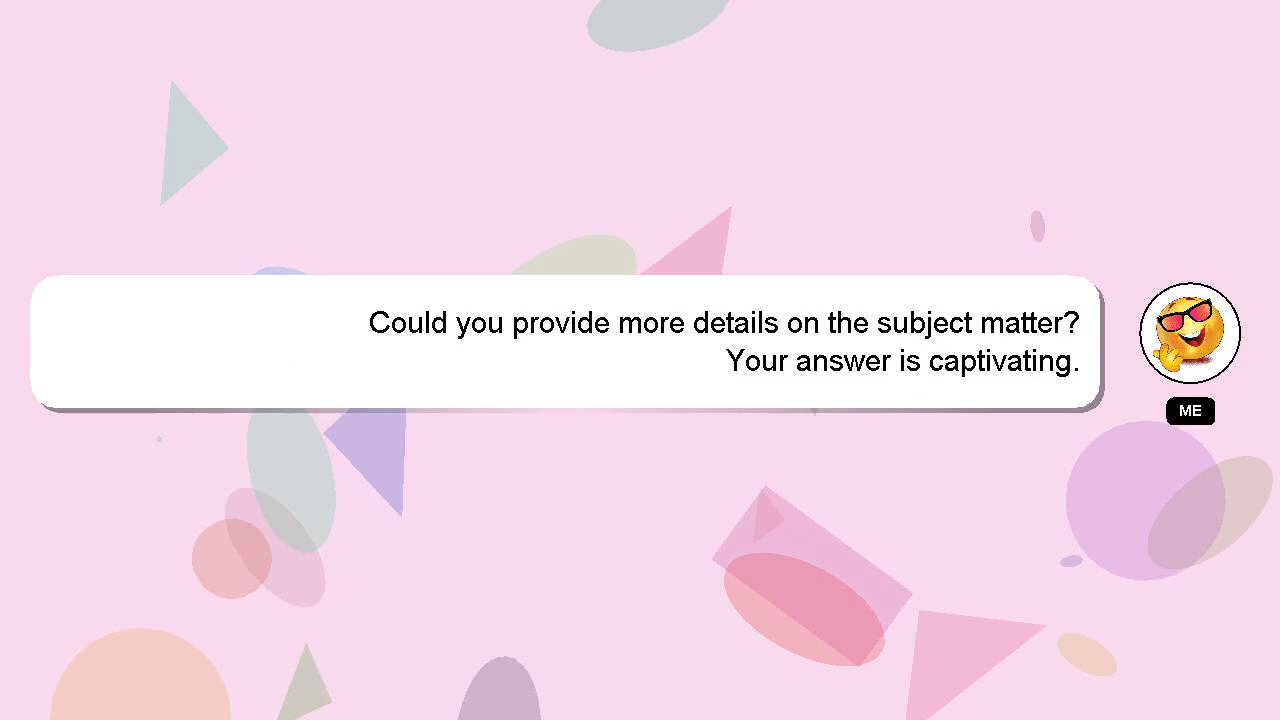 Could you provide more details on the subject matter?
Your answer is captivating.
ME